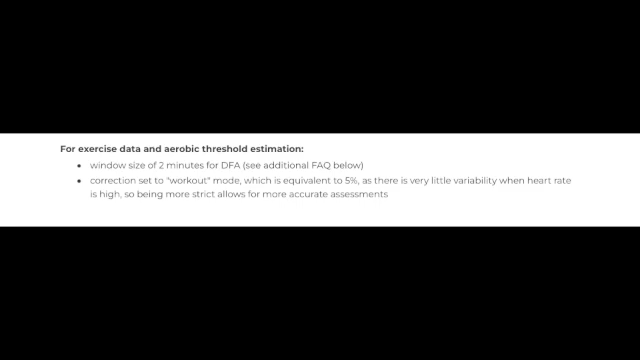 For exercise data and aerobic threshold estimation:
• window size of 2 minutes for DFA (see additional FAQ below)
• correction set to "workout" mode, which is equivalent to 5%, as there is very little variability when heart rate
is high, so being more strict allows for more accurate assessments